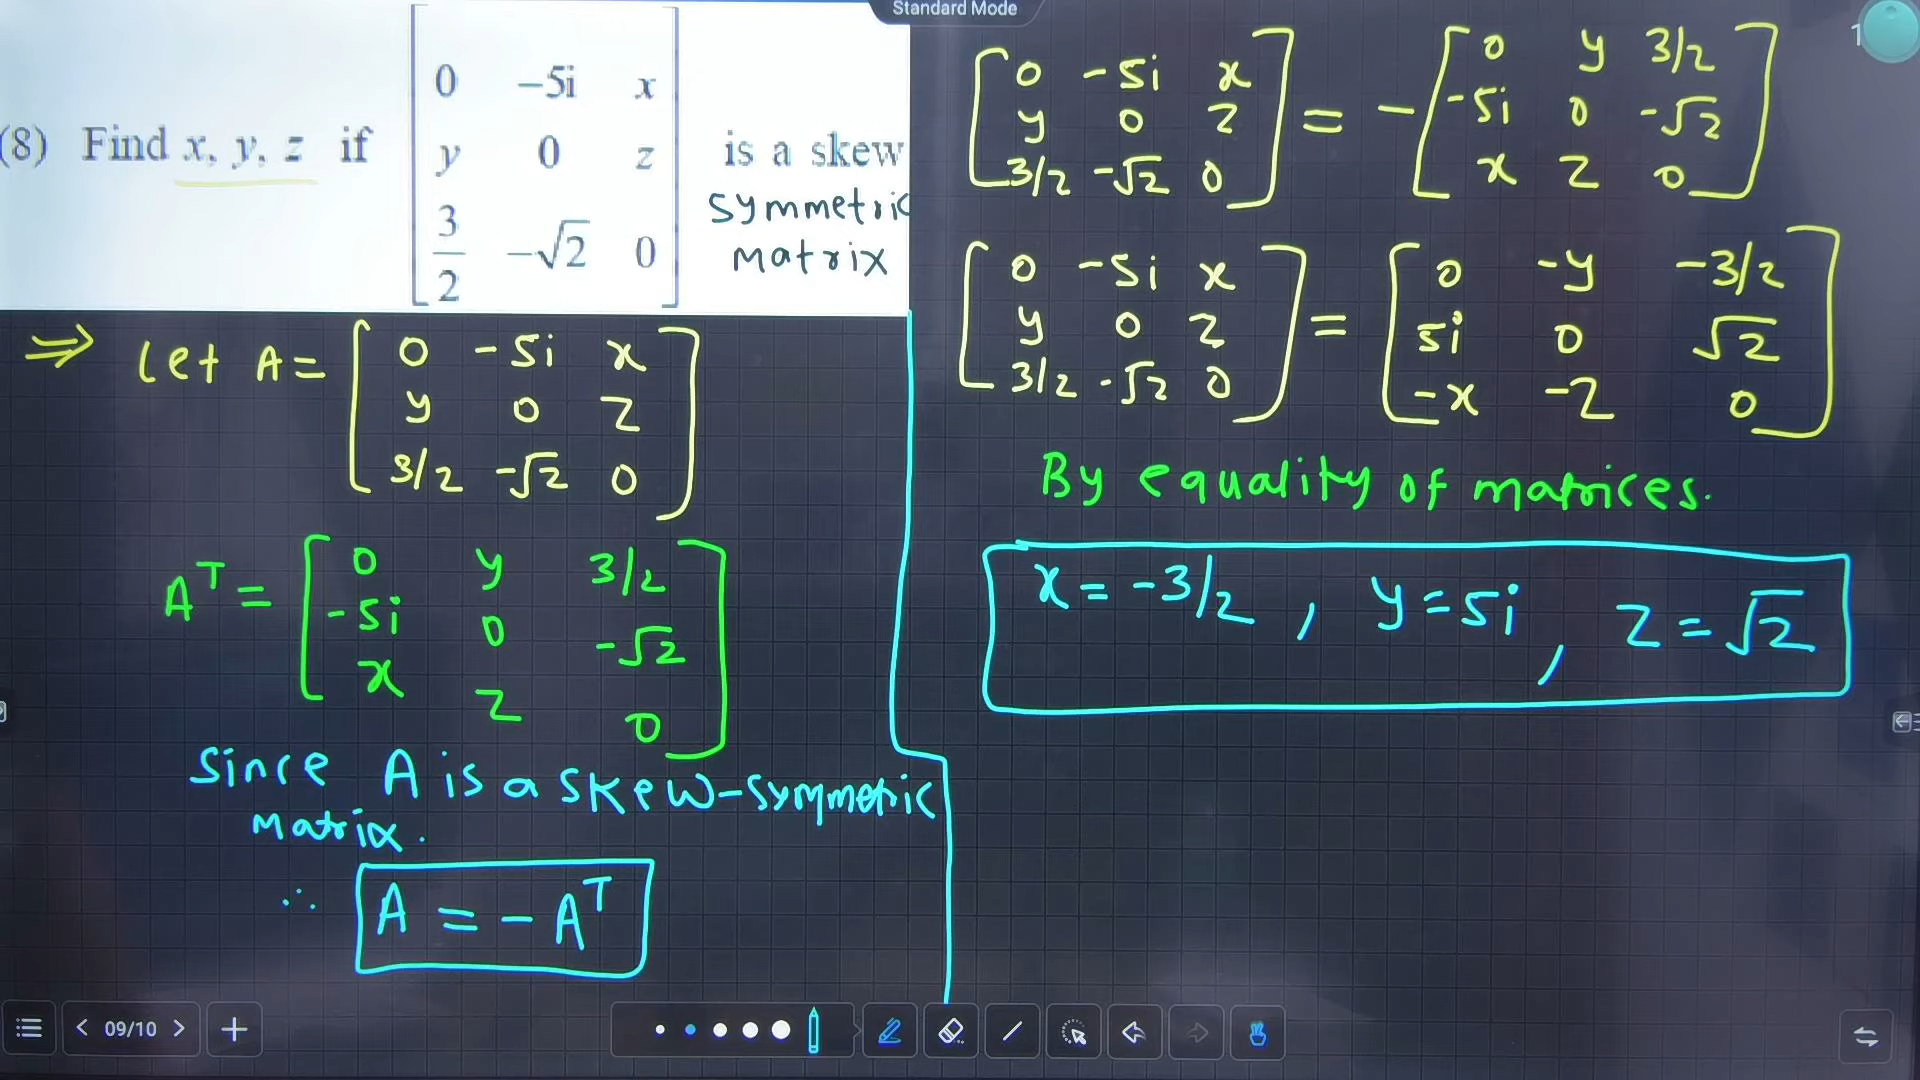 Standard Mode
(8) Find x, y, z if
[ 0 -5i x
y 0 z
3/2 -√2 0 ]
is a skew
symmetric
matrix
⇒ Let A = [ 0 -5i x
y 0 z
3/2 -√2 0 ]
Aᵀ = [ 0 y 3/2
-5i 0 -√2
x z 0 ]
Since A is a skew-symmetric
matrix.
∴ A = -Aᵀ
[ 0 -5i x
y 0 z
3/2 -√2 0 ] = - [ 0 y 3/2
-5i 0 -√2
x z 0 ]
[ 0 -5i x
y 0 z
3/2 -√2 0 ] = [ 0 -y -3/2
5i 0 √2
-x -z 0 ]
By equality of matrices.
x = -3/2 , y = 5i , z = √2
< 09/10 > +